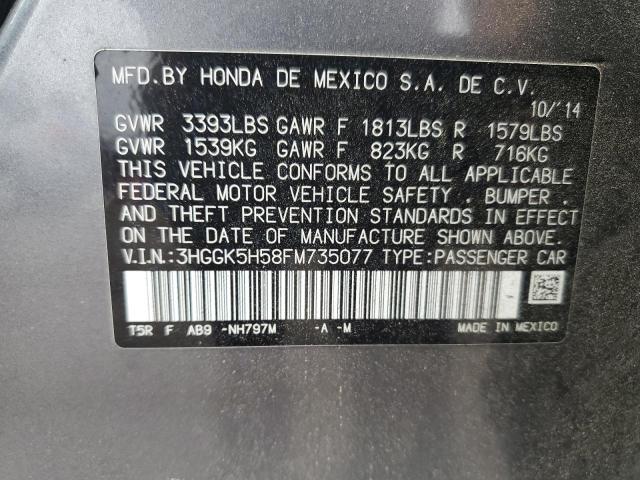 MFD.BY HONDA DE MEXICO S.A. DE C.V.
10/'14
GVWR 3393LBS GAWR F 1813LBS R 1579LBS
GVWR 1539KG GAWR F 823KG R 716KG
THIS VEHICLE CONFORMS TO ALL APPLICABLE
FEDERAL MOTOR VEHICLE SAFETY . BUMPER .
AND THEFT PREVENTION STANDARDS IN EFFECT
ON THE DATE OF MANUFACTURE SHOWN ABOVE.
V.I.N:3HGGK5H58FM735077 TYPE:PASSENGER CAR
T5R F AB9 -NH797M -A -M MADE IN MEXICO